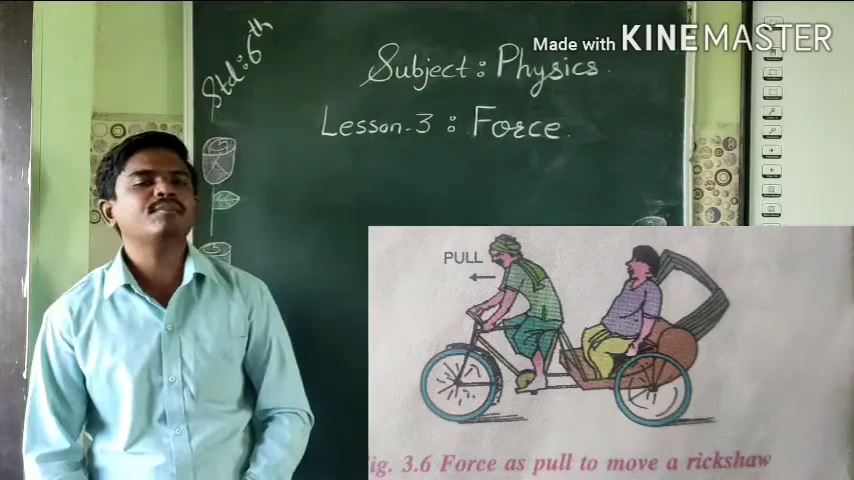 Made with KINEMASTER
Std: 6th
Subject : Physics
Lesson-3 : Force.
PULL
ig. 3.6 Force as pull to move a rickshaw